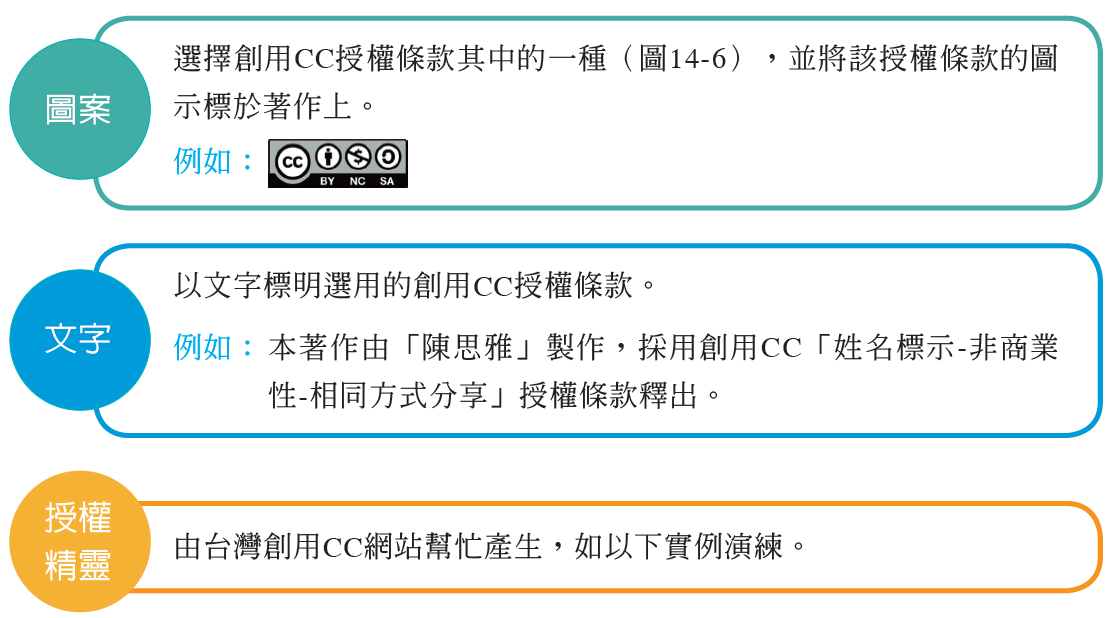 圖案
選擇創用CC授權條款其中的一種（圖14-6），並將該授權條款的圖
示標於著作上。
例如：
cc
BY NC SA
文字
以文字標明選用的創用CC授權條款。
例如：本著作由「陳思雅」製作，採用創用CC「姓名標示-非商業
性-相同方式分享」授權條款釋出。
授權
精靈
由台灣創用CC網站幫忙產生，如以下實例演練。